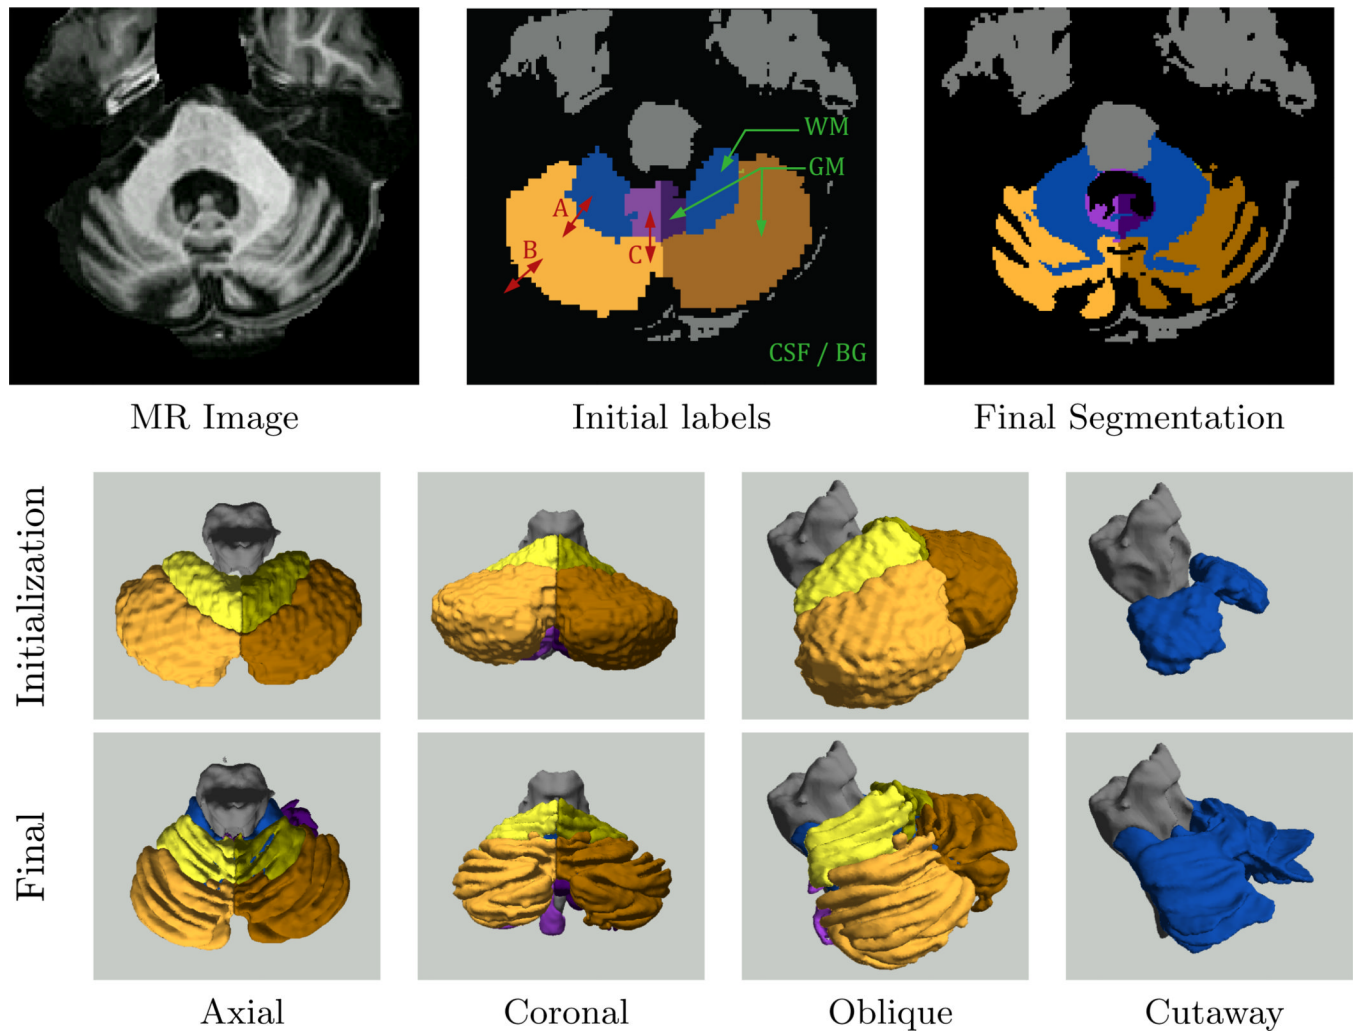 WM
GM
A
B
C
CSF / BG
MR Image
Initial labels
Final Segmentation
Initialization
Final
Axial
Coronal
Oblique
Cutaway